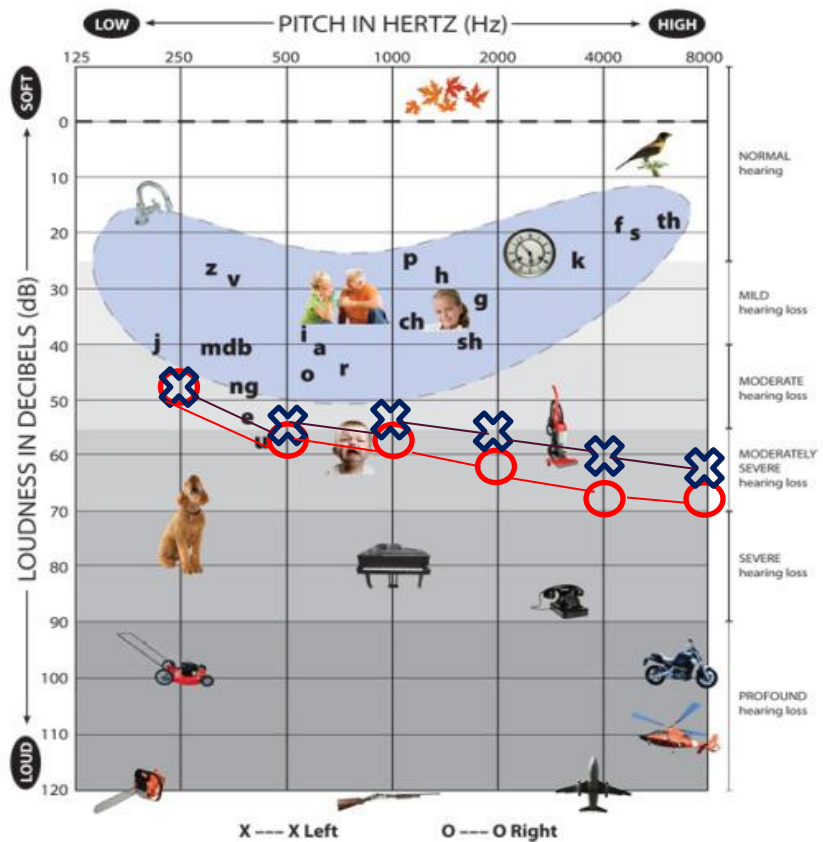 LOW PITCH IN HERTZ (Hz) HIGH
125 250 500 1000 2000 4000 8000
SOFT
LOUDNESS IN DECIBELS (dB)
LOUD
0
10
20
30
40
50
60
70
80
90
100
110
120
NORMAL
hearing
MILD
hearing loss
MODERATE
hearing loss
MODERATELY
SEVERE
hearing loss
SEVERE
hearing loss
PROFOUND
hearing loss
f s th
z v
p
h
k
g
ch
sh
j
mdb
i
a
o
r
ng
e
u
X --- X Left O --- O Right